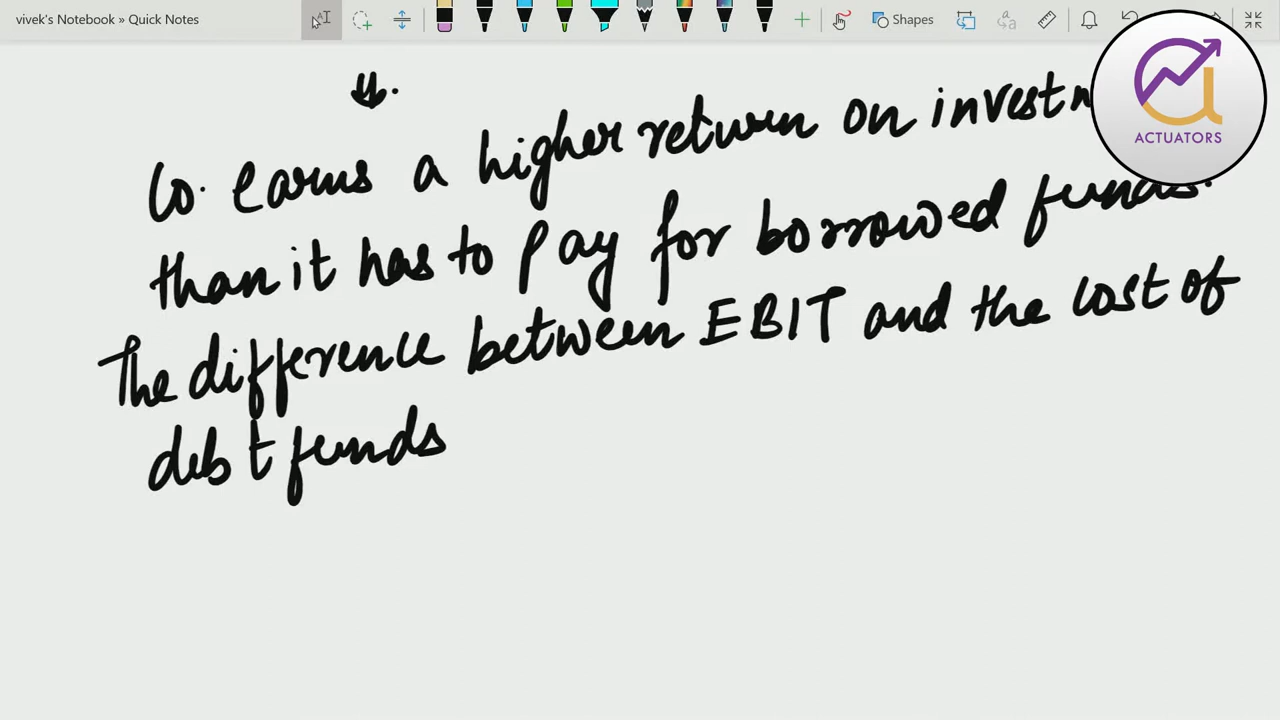 vivek's Notebook » Quick Notes
Shapes
ACTUATORS
Co. earns a higher return on
than it has to pay for borrowed funds.
The difference between EBIT and the cost of
debt funds